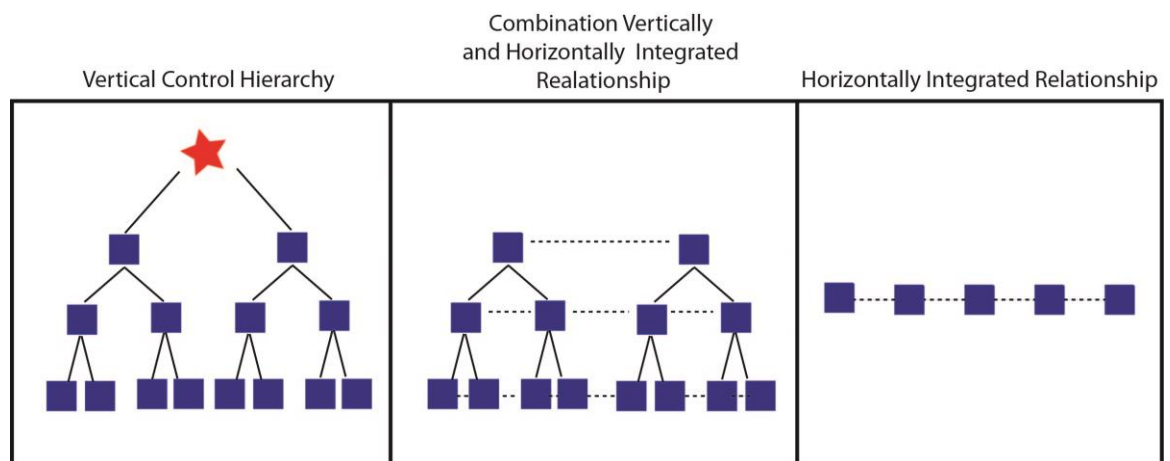 Vertical Control Hierarchy
Combination Vertically
and Horizontally Integrated
Realationship
Horizontally Integrated Relationship